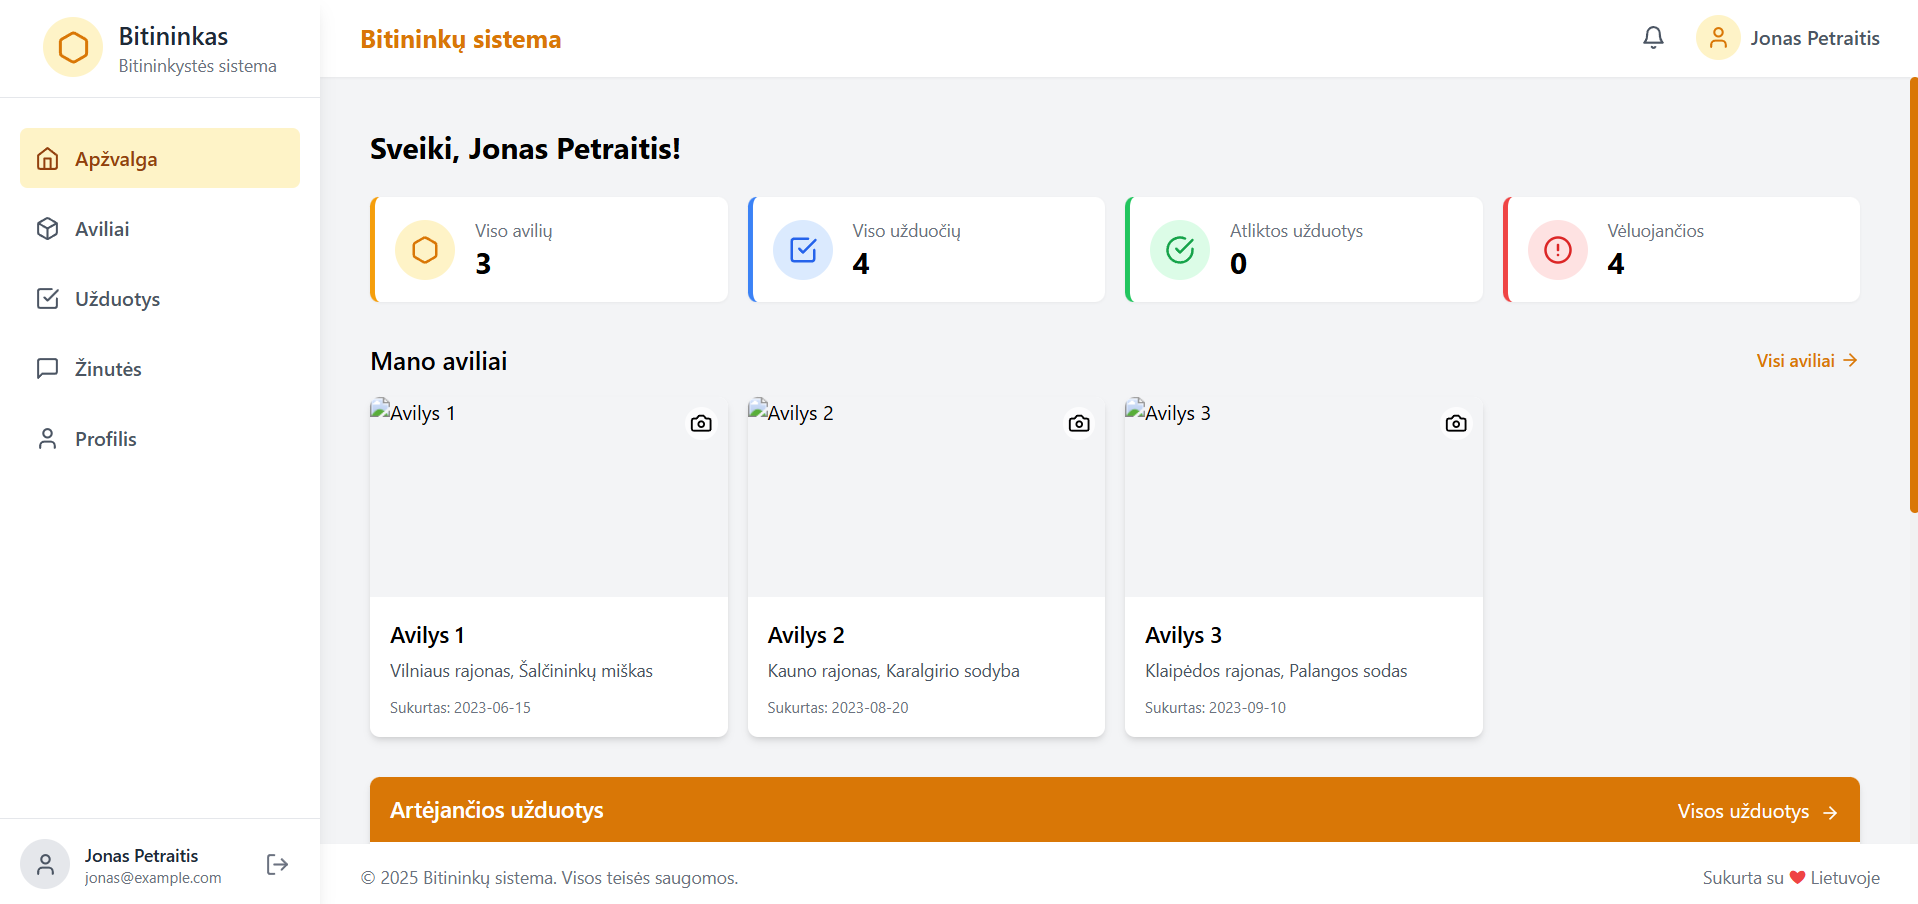 Bitininkas
Bitininkystės sistema
Apžvalga
Aviliai
Užduotys
Žinutės
Profilis
Jonas Petraitis
jonas@example.com
Bitininkų sistema
Jonas Petraitis
Sveiki, Jonas Petraitis!
Viso avilių
3
Viso užduočių
4
Atliktos užduotys
0
Vėluojančios
4
Mano aviliai
Visi aviliai →
Avilys 1
Avilys 1
Vilniaus rajonas, Šalčininkų miškas
Sukurtas: 2023-06-15
Avilys 2
Avilys 2
Kauno rajonas, Karalgirio sodyba
Sukurtas: 2023-08-20
Avilys 3
Avilys 3
Klaipėdos rajonas, Palangos sodas
Sukurtas: 2023-09-10
Artėjančios užduotys
Visos užduotys →
© 2025 Bitininkų sistema. Visos teisės saugomos.
Sukurta su ❤ Lietuvoje